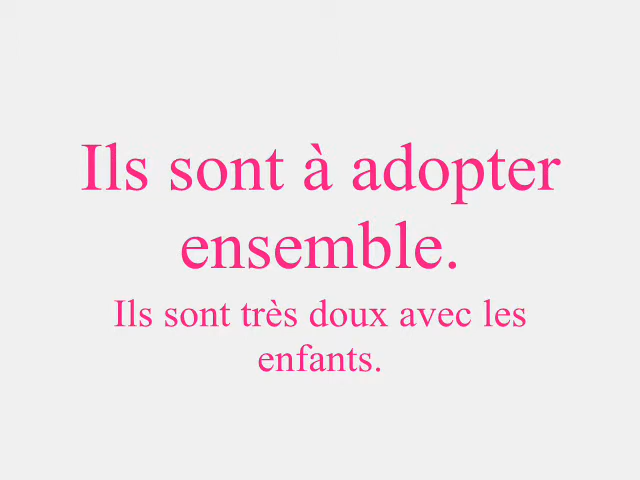 Ils sont à adopter
ensemble.
Ils sont très doux avec les
enfants.